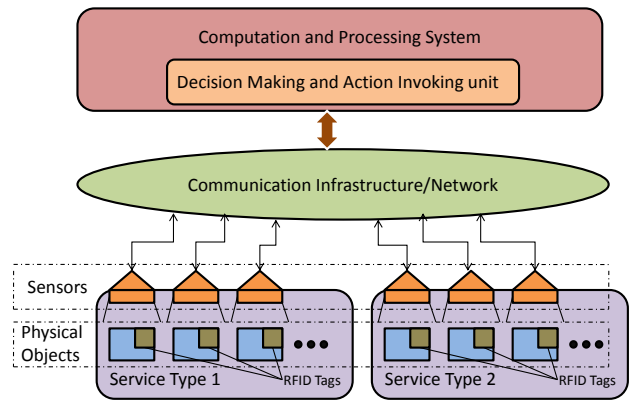 Computation and Processing System
Decision Making and Action Invoking unit
Communication Infrastructure/Network
Sensors
Physical
Objects
Service Type 1
RFID Tags
Service Type 2
RFID Tags